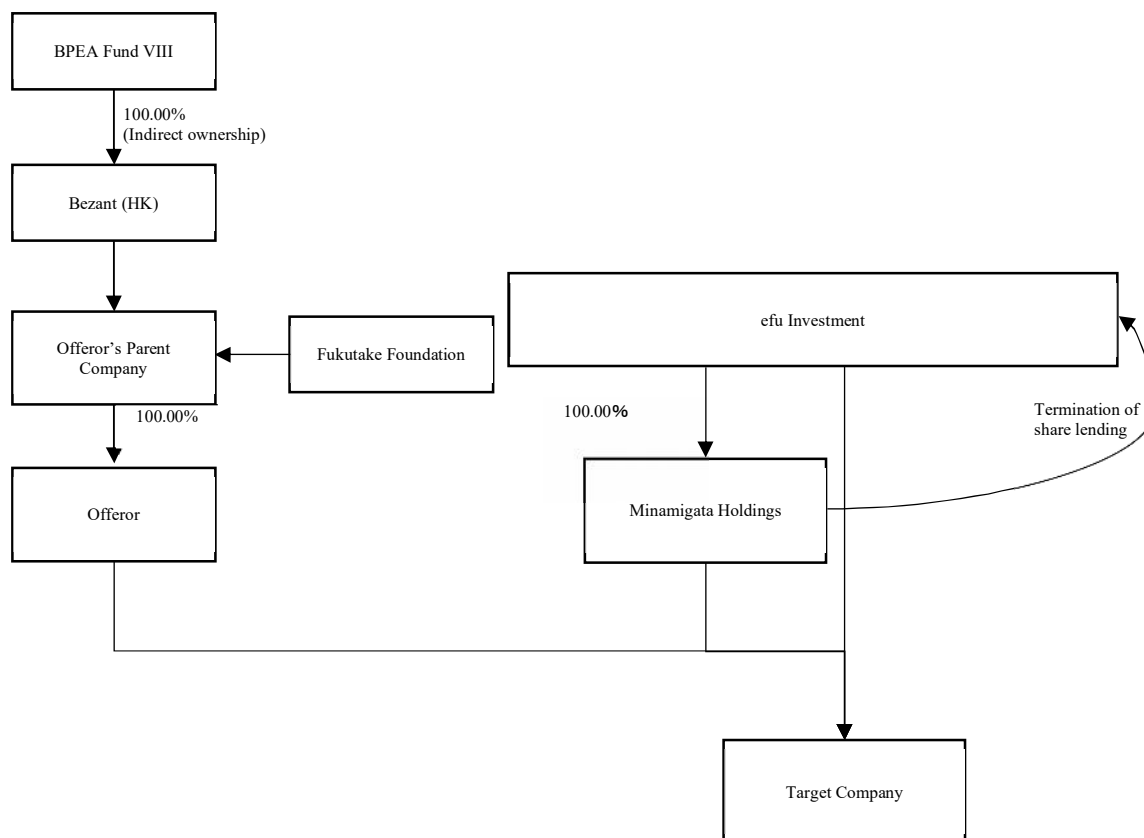 BPEA Fund VIII
100.00%
(Indirect ownership)
Bezant (HK)
efu Investment
Offeror’s Parent
Company
Fukutake Foundation
100.00%
100.00%
Termination of
share lending
Offeror
Minamigata Holdings
Target Company